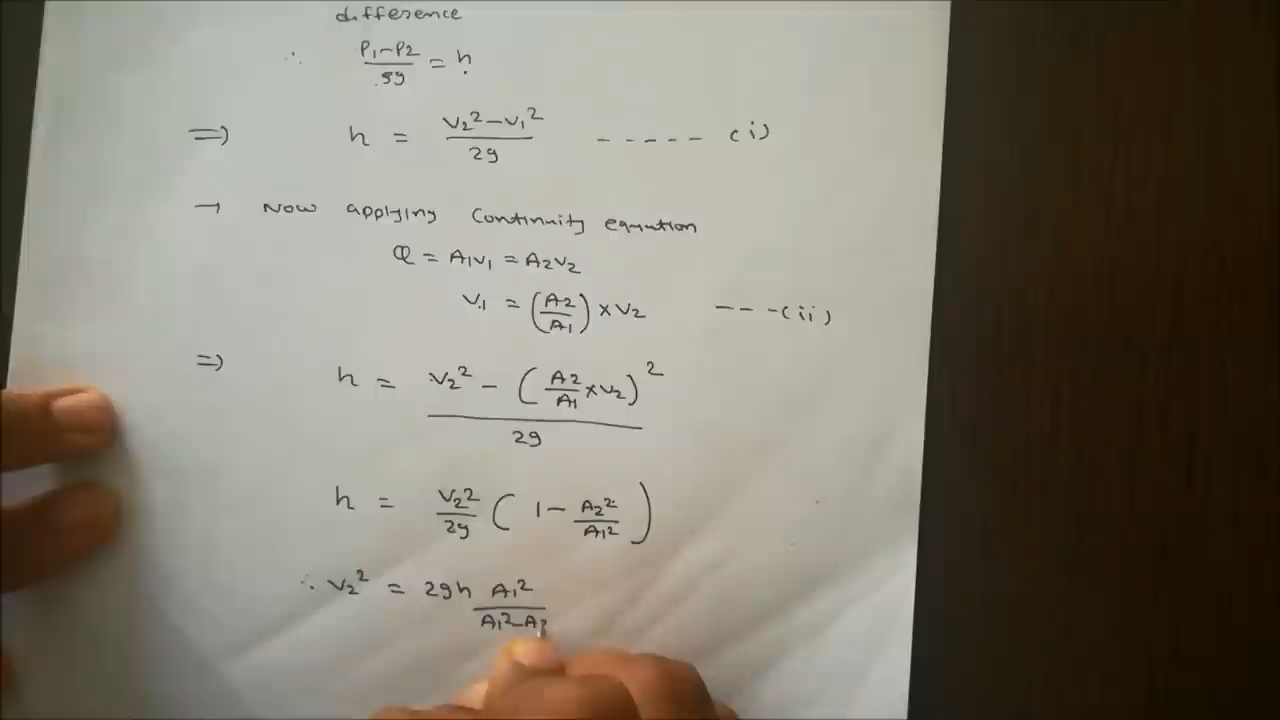 difference
∴ P₁-P₂/ρg = h
=> h = V₂²-V₁²/2g ----- (i)
→ Now applying Continuity equation
Q = A₁V₁ = A₂V₂
V₁ = (A₂/A₁) × V₂ ---(ii)
=> h = V₂² - (A₂/A₁ × V₂)²/2g
h = V₂²/2g (1 - A₂²/A₁²)
∴ V₂² = 2gh A₁²/A₁²-A₂